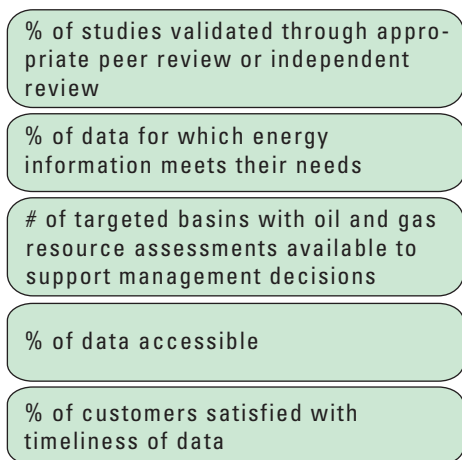 % of studies validated through appro-
priate peer review or independent
review
% of data for which energy
information meets their needs
# of targeted basins with oil and gas
resource assessments available to
support management decisions
% of data accessible
% of customers satisfied with
timeliness of data